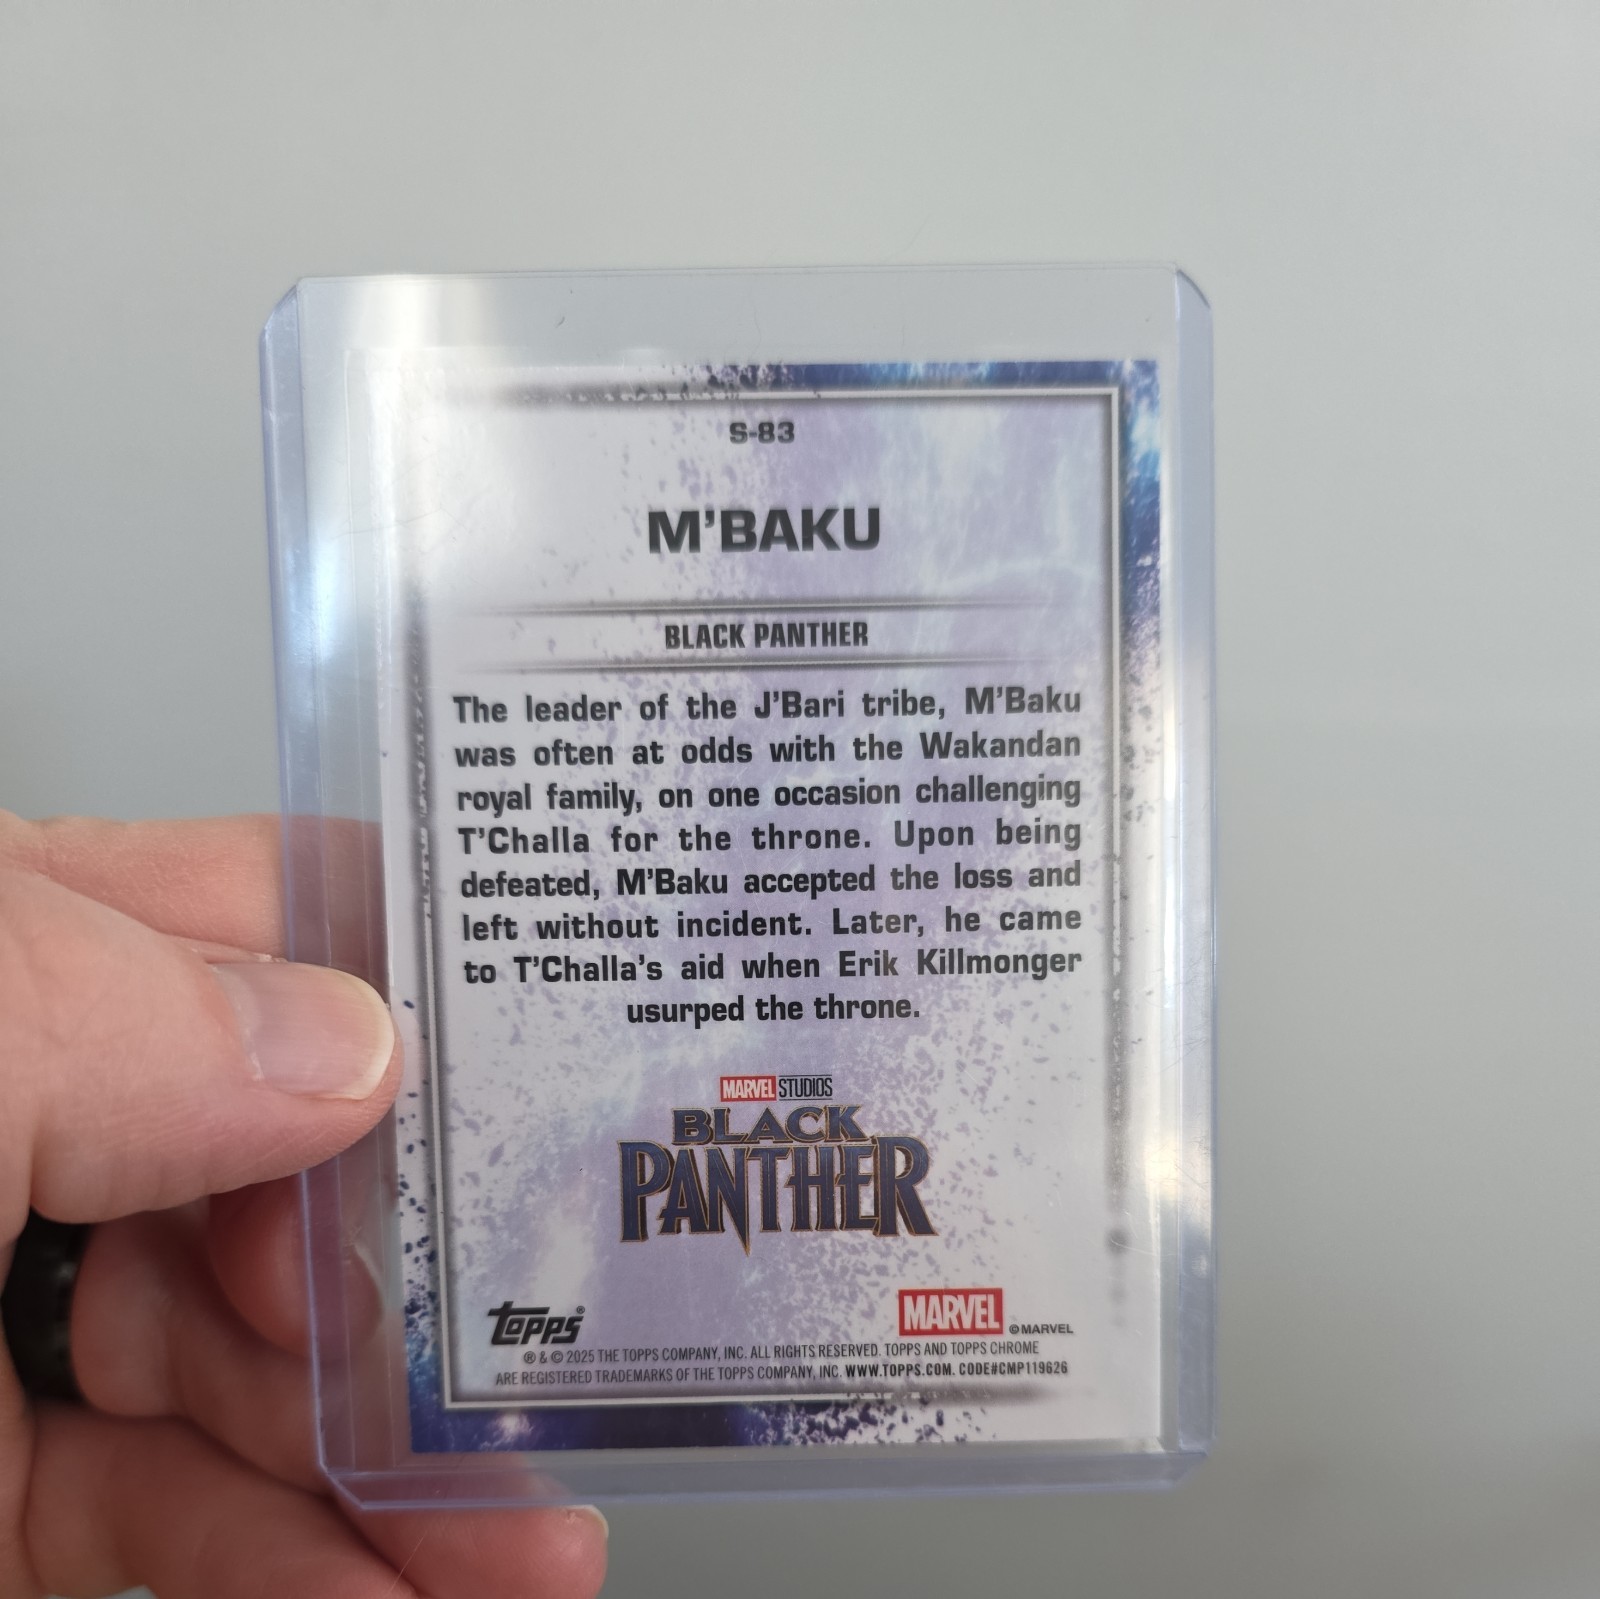 S-83
M'BAKU
BLACK PANTHER
The leader of the J'Bari tribe, M'Baku
was often at odds with the Wakandan
royal family, on one occasion challenging
T'Challa for the throne. Upon being
defeated, M'Baku accepted the loss and
left without incident. Later, he came
to T'Challa's aid when Erik Killmonger
usurped the throne.
MARVEL STUDIOS
BLACK
PANTHER
Topps®
MARVEL © MARVEL
® & © 2025 THE TOPPS COMPANY, INC. ALL RIGHTS RESERVED. TOPPS AND TOPPS CHROME
ARE REGISTERED TRADEMARKS OF THE TOPPS COMPANY, INC. WWW.TOPPS.COM. CODE#CMP119626